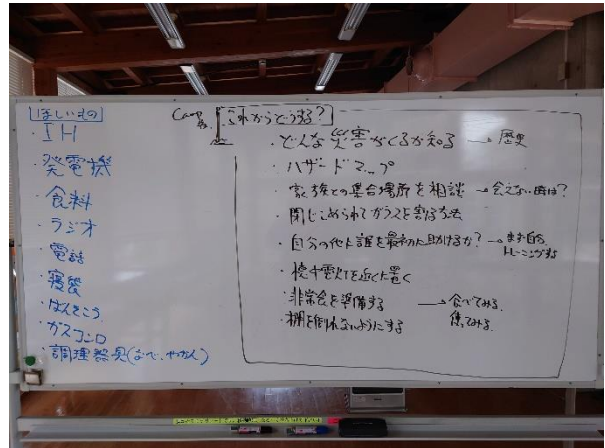 ほしいもの
・IH
発電機
・食料
・ラジオ
・電話
・寝袋
・ばんそこう
・ガスコンロ
・調理器具(なべ、やかん)
これからどうする?
・どんな災害がくるか知る → 歴史
・ハザードマップ
・家族との集合場所を相談 → 会えない時は?
・閉じこめられてガラスを割る方法
・自分の他に誰を最初に助けるか? → まず自分
トレーニングする
・懐中電灯を近くに置く
・非常食を準備する → 食べてみる
・棚を倒れないようにする 使ってみる